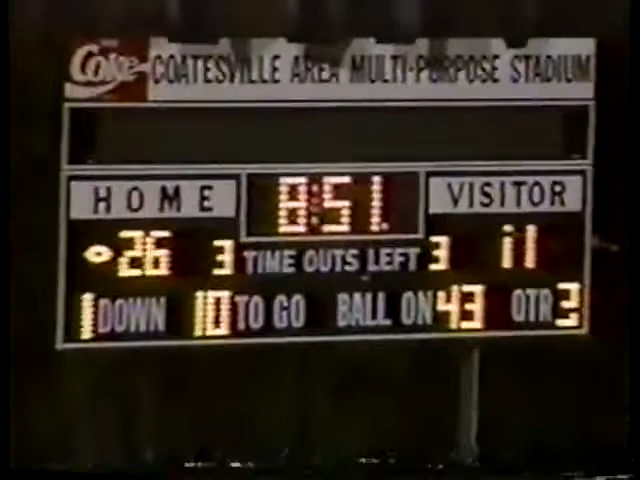 Coke COATESVILLE AREA MULTI-PURPOSE STADIUM
HOME 8:51 VISITOR
26 3 TIME OUTS LEFT 3 11
1 DOWN 10 TO GO BALL ON 43 QTR 3